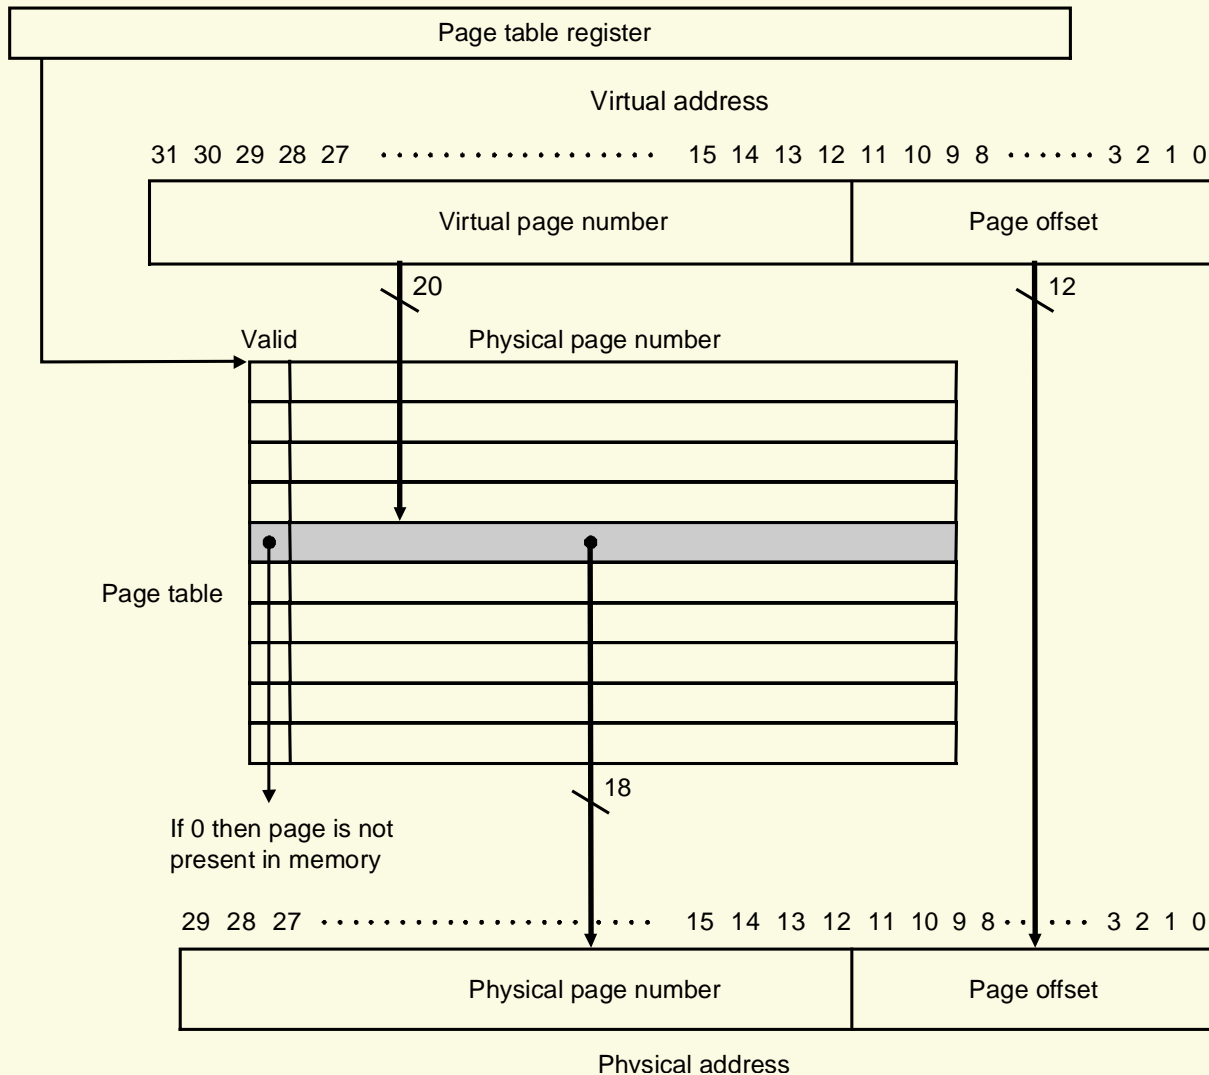 Page table register
Virtual address
31 30 29 28 27 ................. 15 14 13 12 11 10 9 8 ...... 3 2 1 0
Virtual page number Page offset
20 12
Valid Physical page number
Page table
18
If 0 then page is not
present in memory
29 28 27 ..................... 15 14 13 12 11 10 9 8 ...... 3 2 1 0
Physical page number Page offset
Physical address